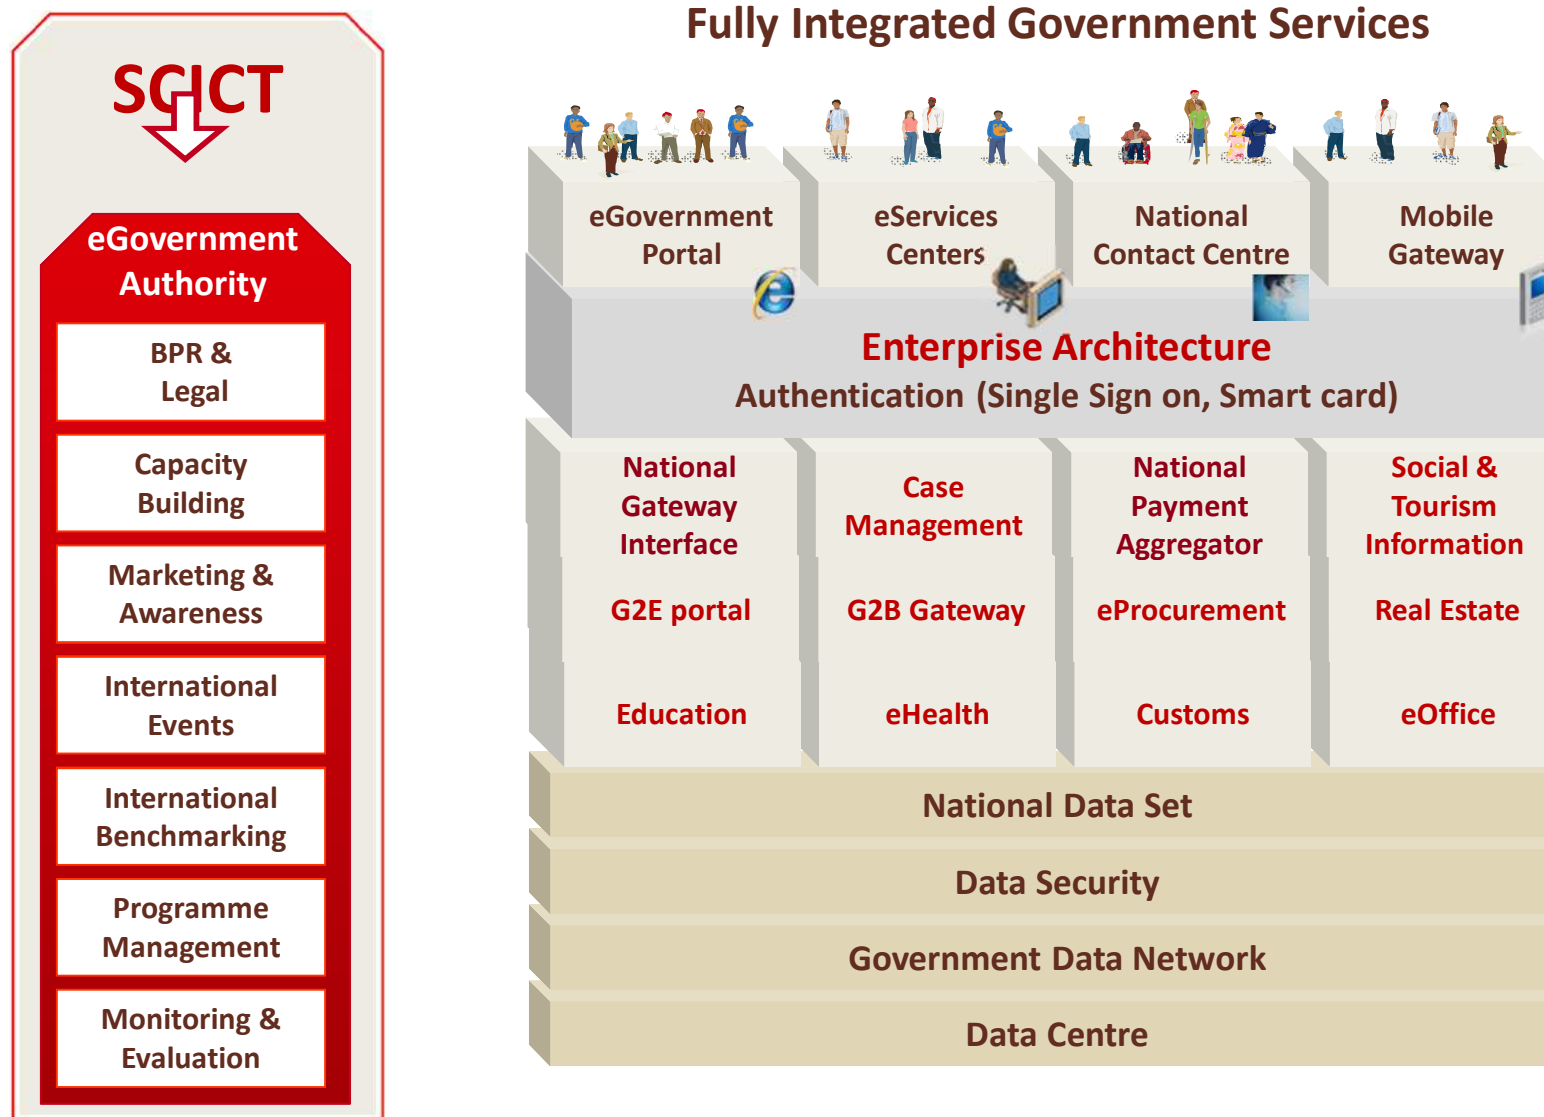 SGICT
eGovernment
Authority
BPR &
Legal
Capacity
Building
Marketing &
Awareness
International
Events
International
Benchmarking
Programme
Management
Monitoring &
Evaluation
Fully Integrated Government Services
eGovernment
Portal
eServices
Centers
National
Contact Centre
Mobile
Gateway
Enterprise Architecture
Authentication (Single Sign on, Smart card)
National
Gateway
Interface
Case
Management
National
Payment
Aggregator
Social &
Tourism
Information
G2E portal
G2B Gateway
eProcurement
Real Estate
Education
eHealth
Customs
eOffice
National Data Set
Data Security
Government Data Network
Data Centre